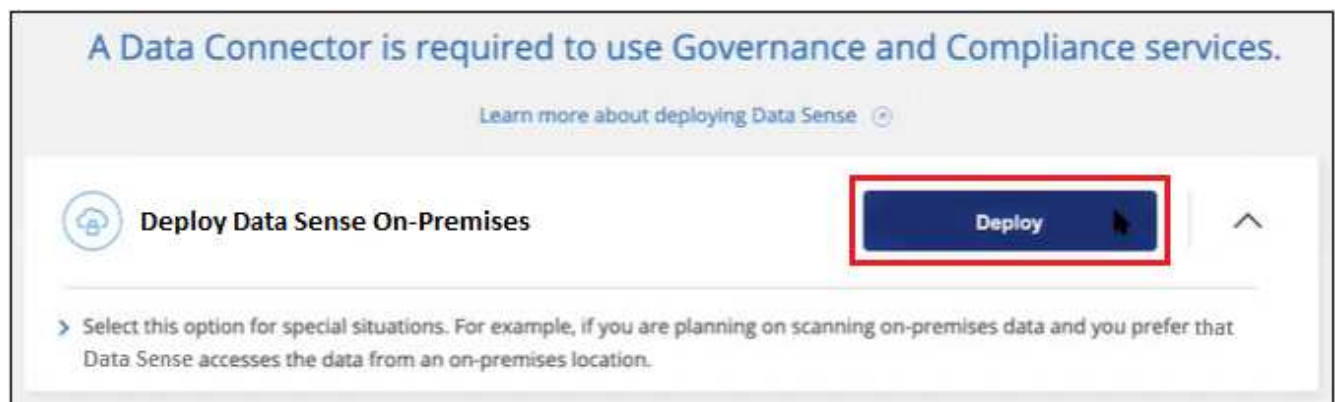 A Data Connector is required to use Governance and Compliance services.
Learn more about deploying Data Sense
Deploy Data Sense On-Premises
Deploy
Select this option for special situations. For example, if you are planning on scanning on-premises data and you prefer that
Data Sense accesses the data from an on-premises location.